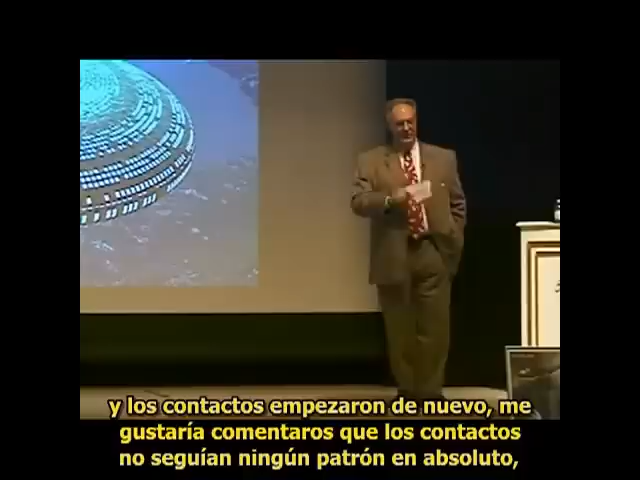 y los contactos empezaron de nuevo, me
gustaría comentaros que los contactos
no seguían ningún patrón en absoluto,